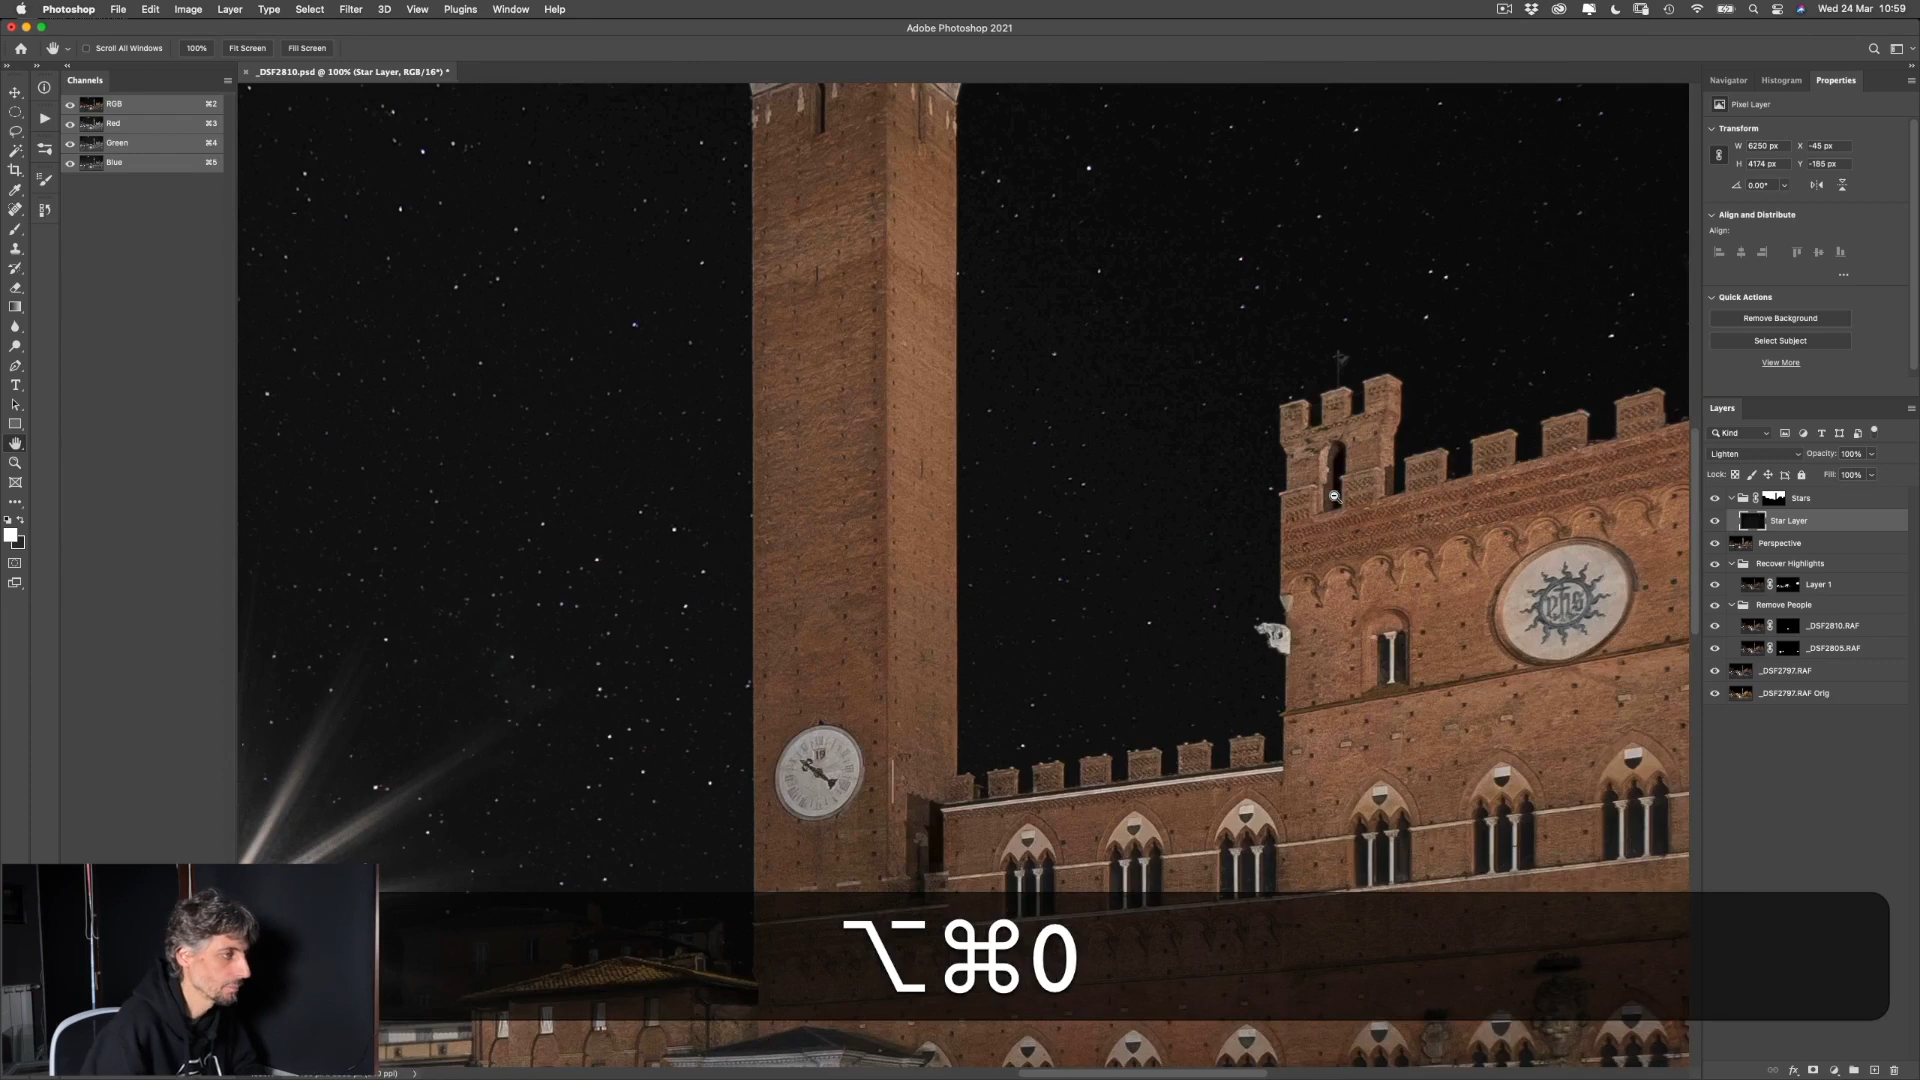 Photoshop File Edit Image Layer Type Select Filter 3D View Plugins Window Help
Wed 24 Mar 10:59
Adobe Photoshop 2021
Scroll All Windows 100% Fit Screen Fill Screen
_DSF2810.psd @ 100% (Star Layer, RGB/16*) *
Channels
RGB ⌘2
Red ⌘3
Green ⌘4
Blue ⌘5
Navigator Histogram Properties
Pixel Layer
Transform
W 6250 px X -45 px
H 4174 px Y -185 px
0.00°
Align and Distribute
Align:
Quick Actions
Remove Background
Select Subject
View More
Layers
Kind
Lighten Opacity: 100%
Lock: Fill: 100%
Stars
Star Layer
Perspective
Recover Highlights
Layer 1
Remove People
_DSF2810.RAF
_DSF2805.RAF
_DSF2797.RAF
_DSF2797.RAF Orig
⌥⌘0